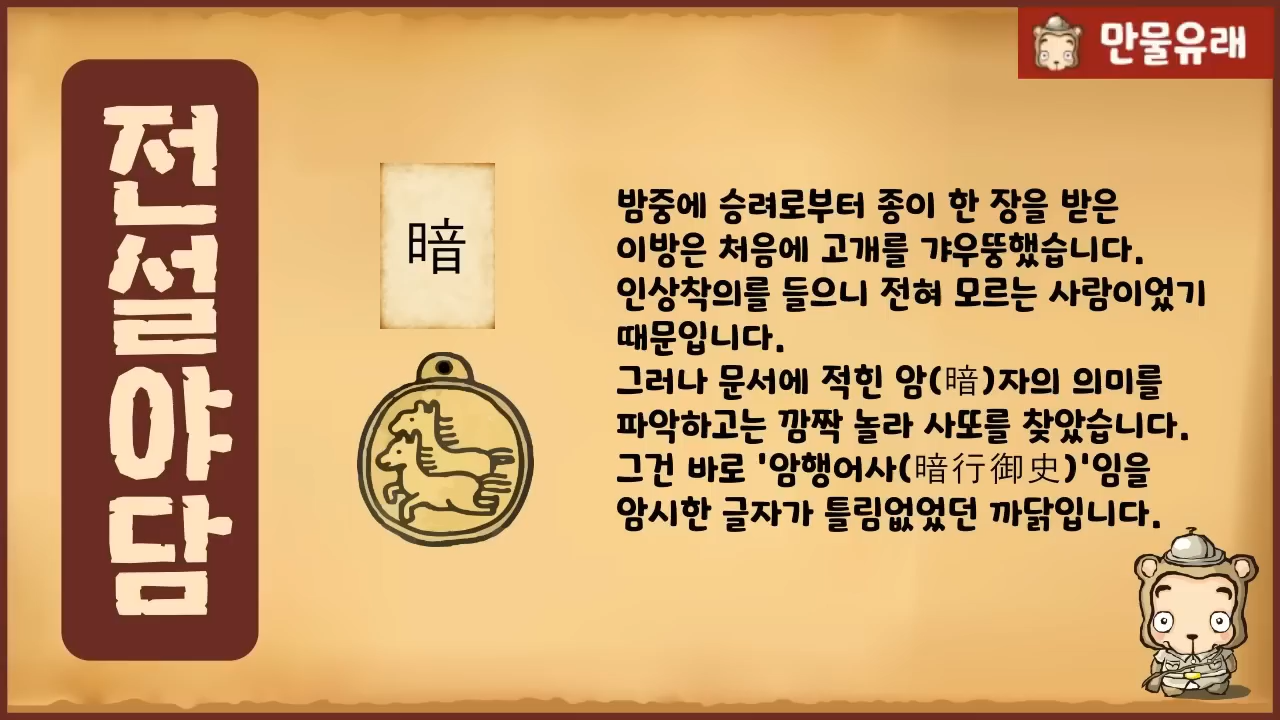 만물유래
전설야담
暗
밤중에 승려로부터 종이 한 장을 받은
이방은 처음에 고개를 갸우뚱했습니다.
인상착의를 들으니 전혀 모르는 사람이었기
때문입니다.
그러나 문서에 적힌 암(暗)자의 의미를
파악하고는 깜짝 놀라 사또를 찾았습니다.
그건 바로 '암행어사(暗行御史)'임을
암시한 글자가 틀림없었던 까닭입니다.